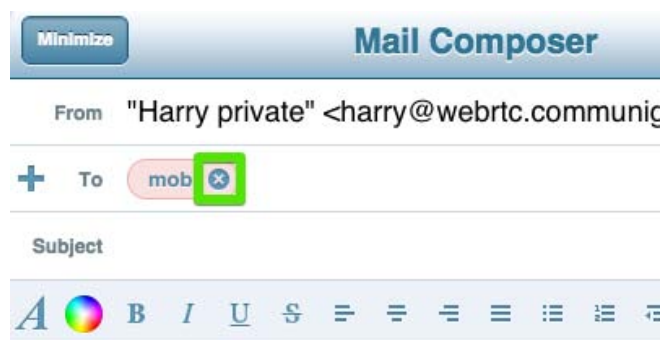 Minimize
Mail Composer
From "Harry private" <harry@webrtc.communig
To mob
Subject
A B I U S